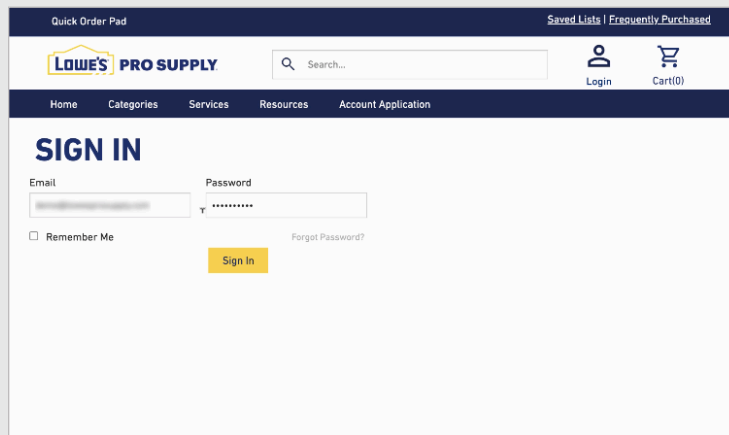 Quick Order Pad
Saved Lists | Frequently Purchased
LOWE'S PRO SUPPLY
Search...
Login
Cart(0)
Home Categories Services Resources Account Application
SIGN IN
Email Password
••••••••••
Remember Me Forgot Password?
Sign In